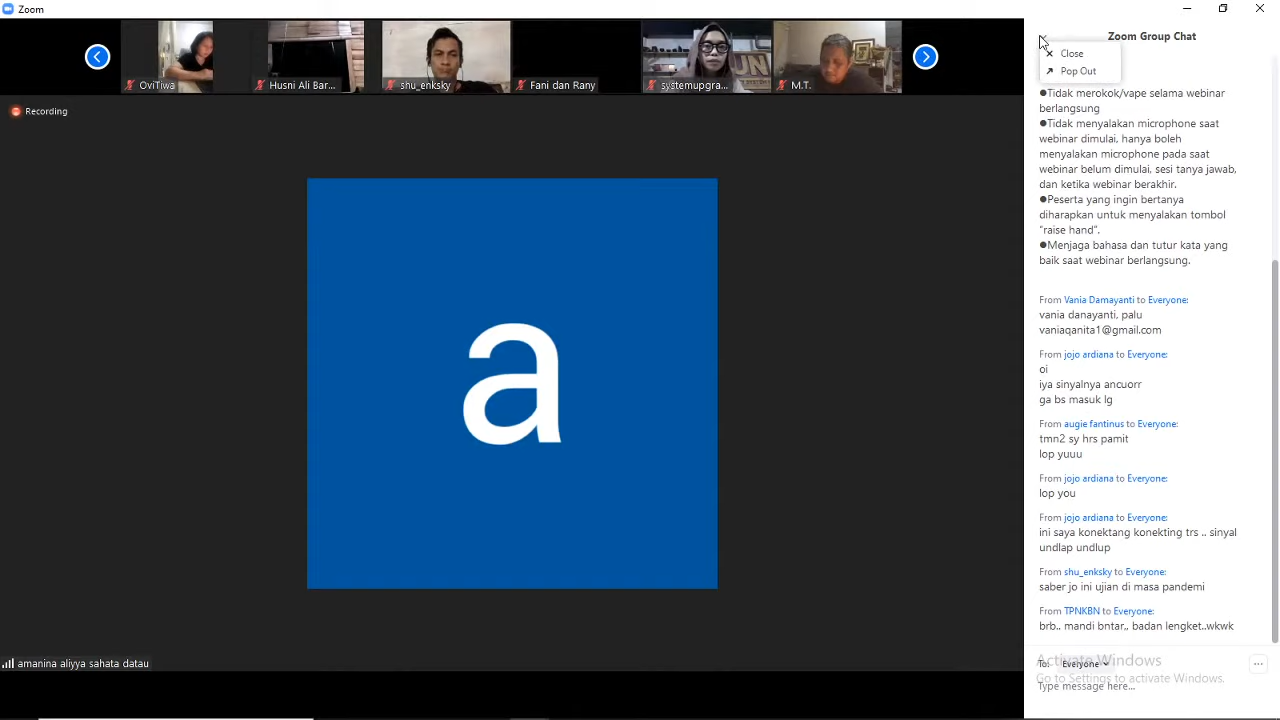 Zoom
OviTiwa
Husni Ali Bar...
shu_enksky
Fani dan Rany
systemupgra...
M.T.
Recording
a
amanina aliyya sahata datau
Zoom Group Chat
Close
Pop Out
●Tidak merokok/vape selama webinar
berlangsung
●Tidak menyalakan microphone saat
webinar dimulai, hanya boleh
menyalakan microphone pada saat
webinar belum dimulai, sesi tanya jawab,
dan ketika webinar berakhir.
●Peserta yang ingin bertanya
diharapkan untuk menyalakan tombol
"raise hand".
●Menjaga bahasa dan tutur kata yang
baik saat webinar berlangsung.
From Vania Damayanti to Everyone:
vania danayanti, palu
vaniaqanita1@gmail.com
From jojo ardiana to Everyone:
oi
iya sinyalnya ancuorr
ga bs masuk lg
From augie fantinus to Everyone:
tmn2 sy hrs pamit
lop yuuu
From jojo ardiana to Everyone:
lop you
From jojo ardiana to Everyone:
ini saya konektang konekting trs .. sinyal
undlap undlup
From shu_enksky to Everyone:
saber jo ini ujian di masa pandemi
From TPNKBN to Everyone:
brb.. mandi bntar,, badan lengket..wkwk
Activate Windows
To: Everyone
Go to Settings to activate Windows.
Type message here...